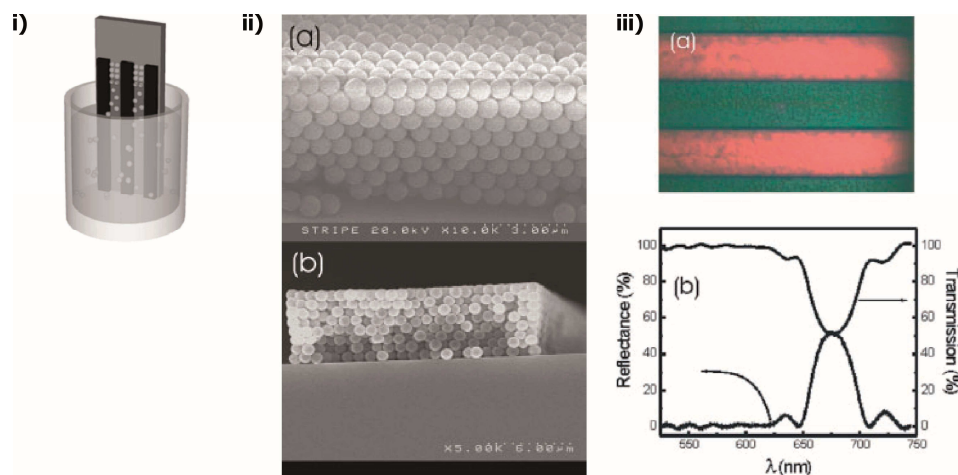 i)
ii)
iii)
(a)
STRIPE 20.0kV X10.0K 3.00μm
(b)
X5.00K 6.00μm
(a)
(b)
100
80
60
40
20
0
Reflectance (%)
100
80
60
40
20
0
Transmission (%)
550 600 650 700 750
λ(nm)